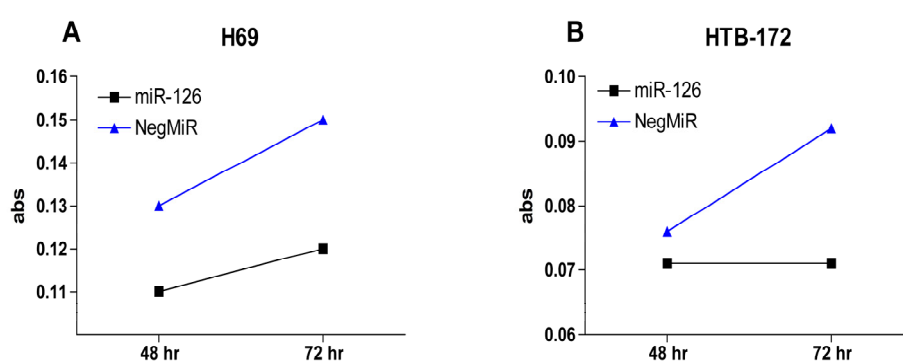 A
H69
0.16
0.15
0.14
0.13
0.12
0.11
abs
miR-126
NegMiR
48 hr
72 hr
B
HTB-172
0.10
0.09
0.08
0.07
0.06
abs
miR-126
NegMiR
48 hr
72 hr